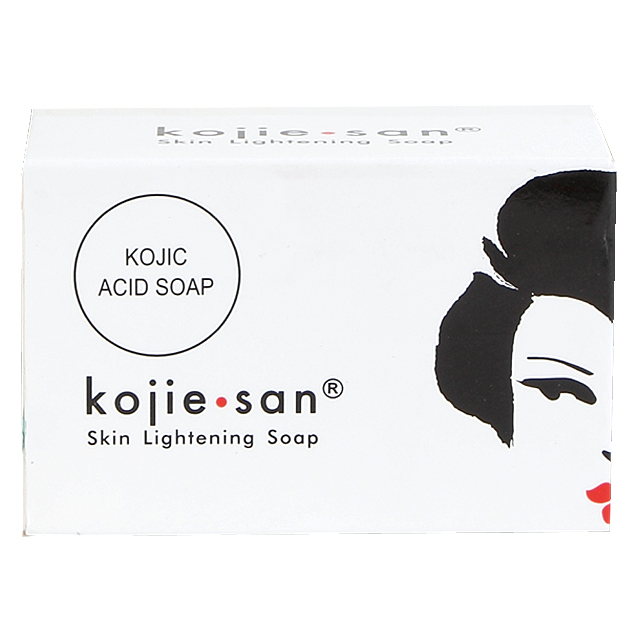 kojie•san®
Skin Lightening Soap
KOJIC
ACID SOAP
kojie•san®
Skin Lightening Soap